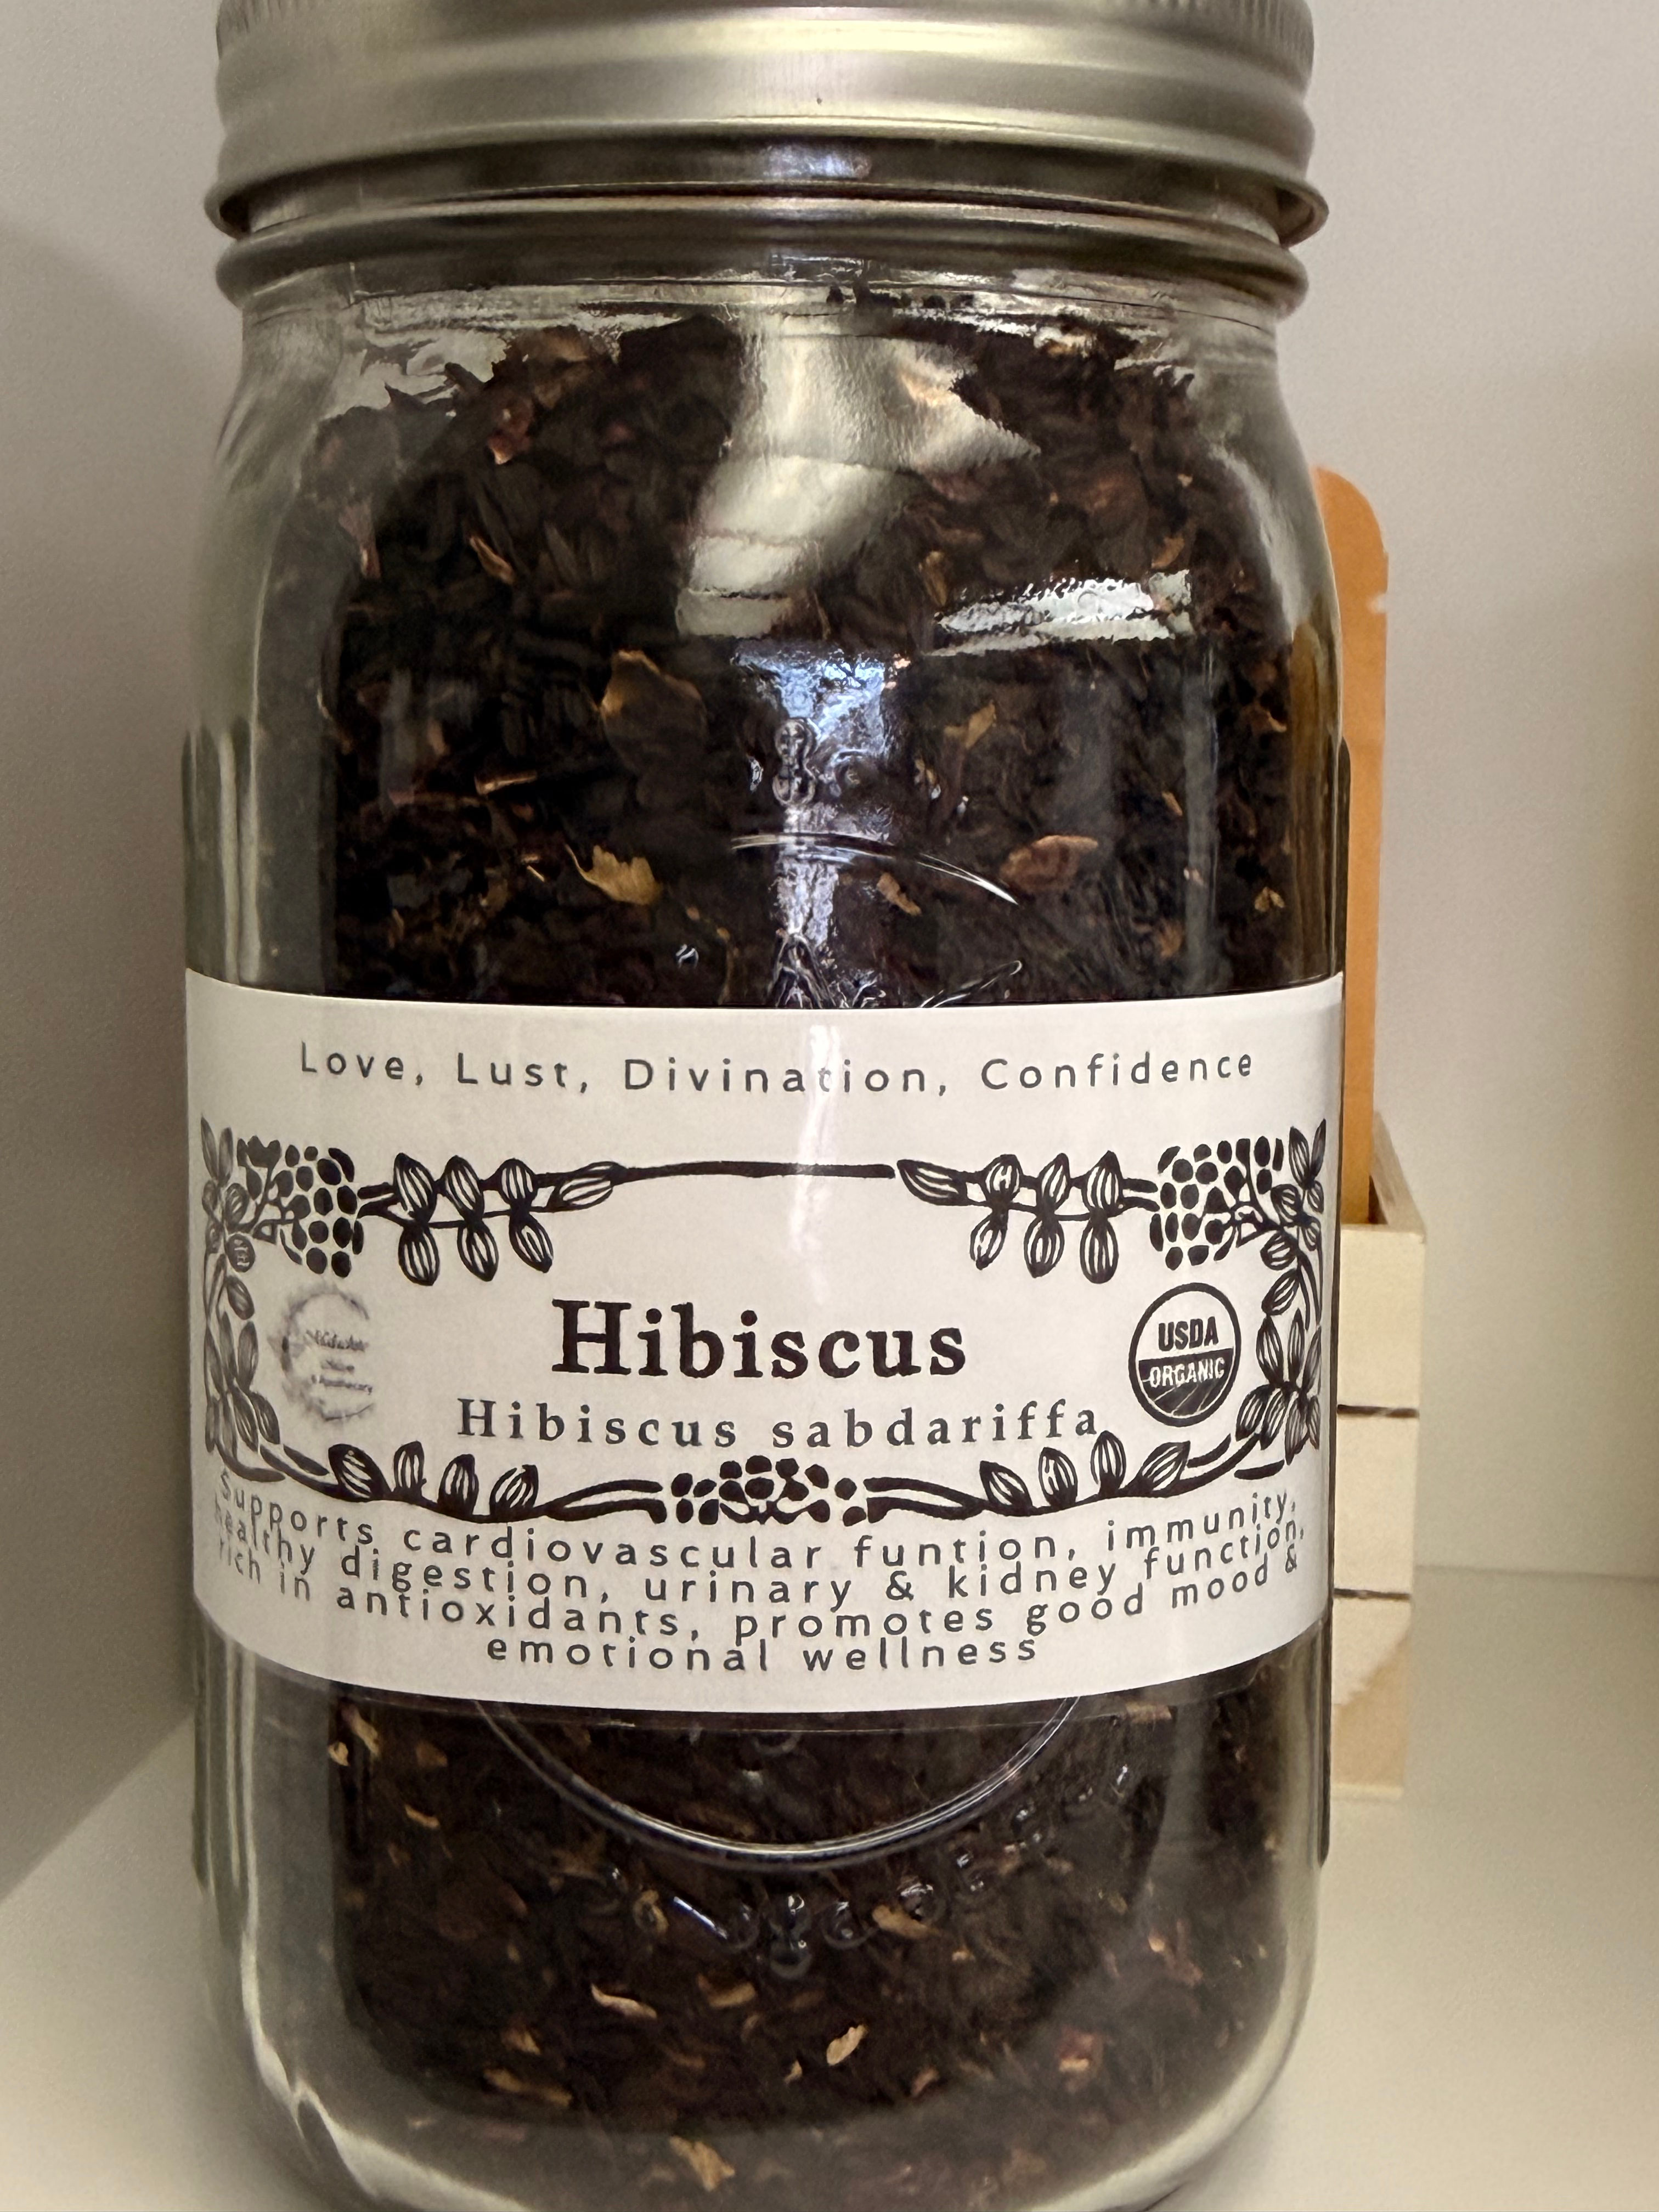 Love, Lust, Divination, Confidence
Hibiscus
USDA
ORGANIC
Hibiscus sabdariffa
Supports cardiovascular funtion, immunity,
healthy digestion, urinary & kidney function,
rich in antioxidants, promotes good mood &
emotional wellness